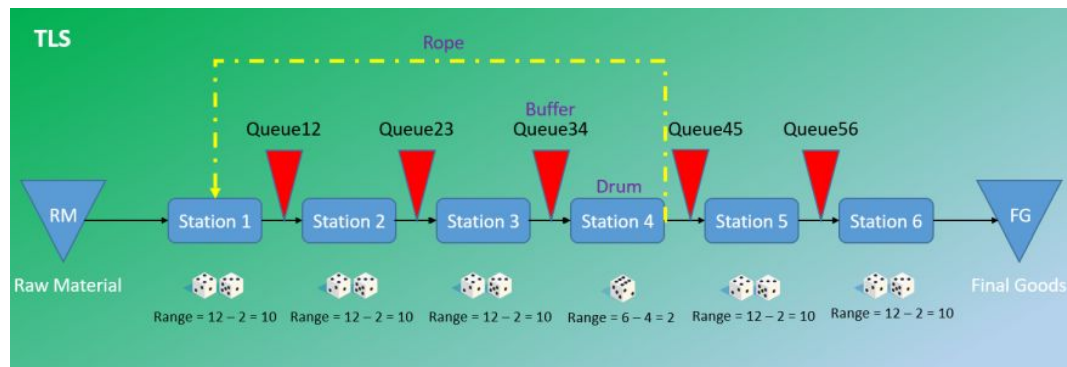 TLS
Rope
Buffer
Queue12 Queue23 Queue34 Queue45 Queue56
Drum
RM Station 1 Station 2 Station 3 Station 4 Station 5 Station 6 FG
Raw Material Final Goods
Range = 12 – 2 = 10 Range = 12 – 2 = 10 Range = 12 – 2 = 10 Range = 6 – 4 = 2 Range = 12 – 2 = 10 Range = 12 – 2 = 10